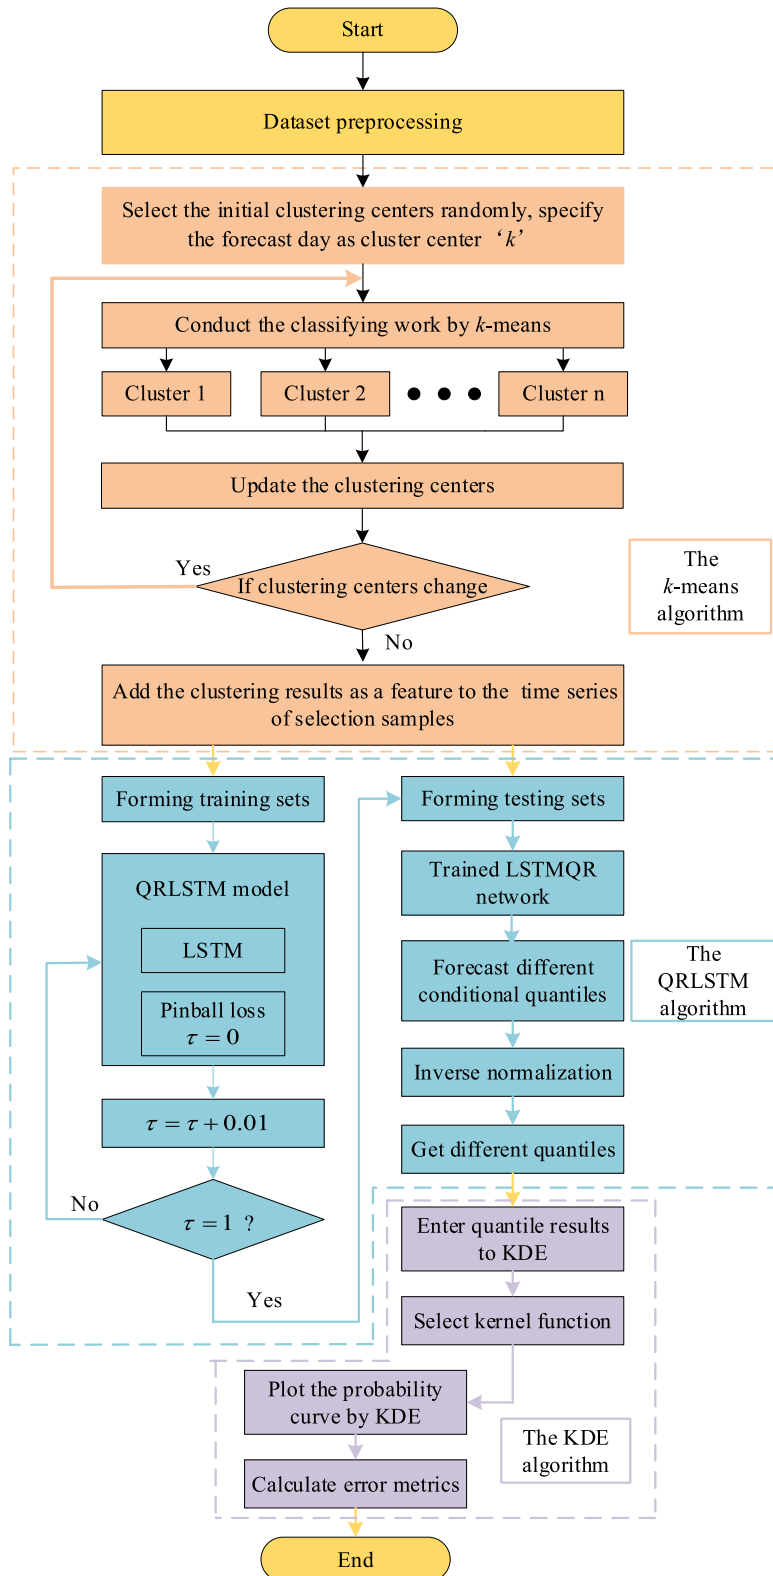 Start
Dataset preprocessing
Select the initial clustering centers randomly, specify
the forecast day as cluster center ‘k’
Conduct the classifying work by k-means
Cluster 1
Cluster 2
Cluster n
Update the clustering centers
Yes
If clustering centers change
No
The
k-means
algorithm
Add the clustering results as a feature to the time series
of selection samples
Forming training sets
QRLSTM model
LSTM
Pinball loss
τ = 0
τ = τ + 0.01
No
τ = 1 ?
Yes
Forming testing sets
Trained LSTMQR
network
Forecast different
conditional quantiles
Inverse normalization
Get different quantiles
The
QRLSTM
algorithm
Enter quantile results
to KDE
Select kernel function
Plot the probability
curve by KDE
Calculate error metrics
The KDE
algorithm
End